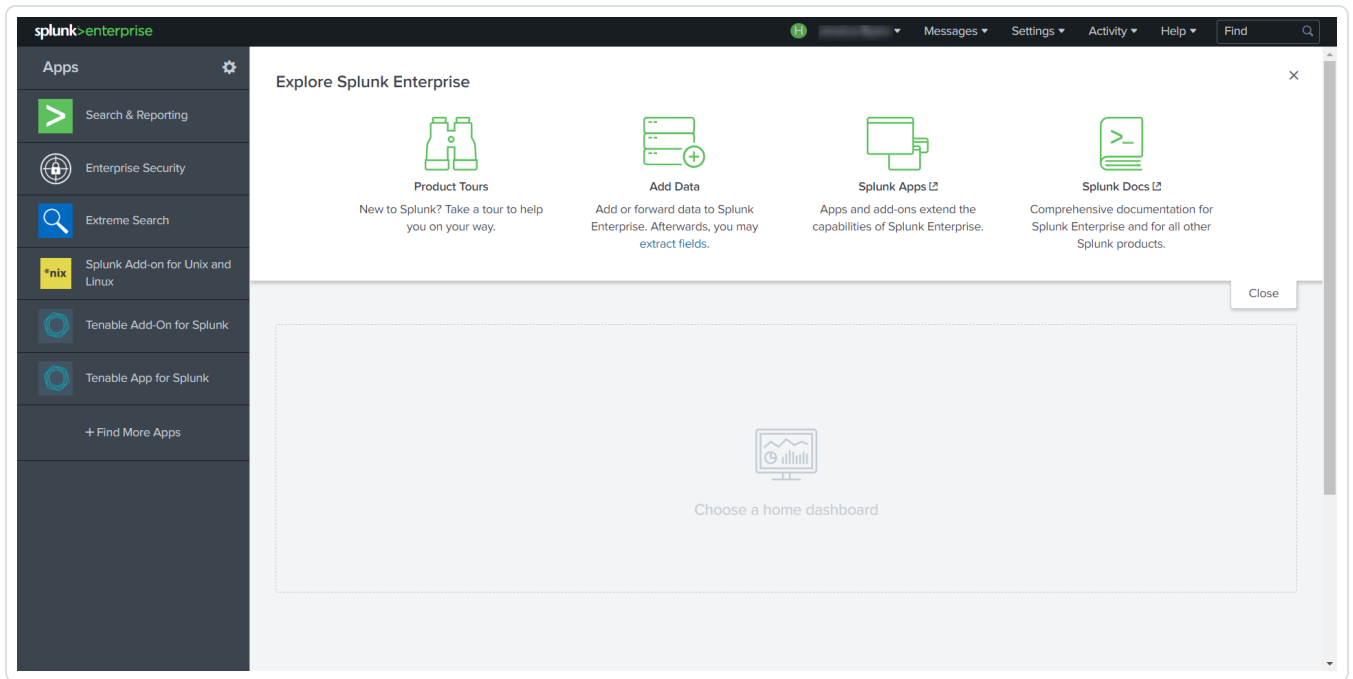 splunk>enterprise
H
Messages
Settings
Activity
Help
Find
Apps
Search & Reporting
Enterprise Security
Extreme Search
*nix
Splunk Add-on for Unix and
Linux
Tenable Add-On for Splunk
Tenable App for Splunk
+ Find More Apps
Explore Splunk Enterprise
Product Tours
New to Splunk? Take a tour to help
you on your way.
Add Data
Add or forward data to Splunk
Enterprise. Afterwards, you may
extract fields.
Splunk Apps
Apps and add-ons extend the
capabilities of Splunk Enterprise.
>_
Splunk Docs
Comprehensive documentation for
Splunk Enterprise and for all other
Splunk products.
Close
Choose a home dashboard